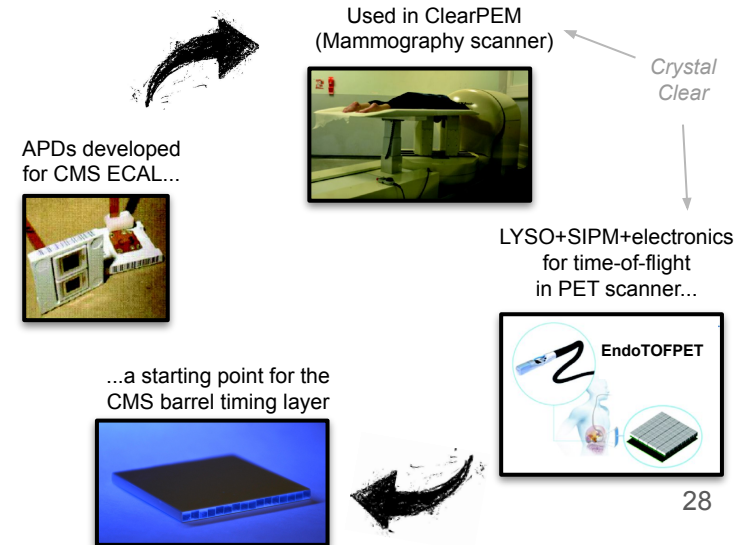 Used in ClearPEM
(Mammography scanner)
Crystal
Clear
APDs developed
for CMS ECAL...
LYSO+SIPM+electronics
for time-of-flight
in PET scanner...
EndoTOFPET
...a starting point for the
CMS barrel timing layer
28